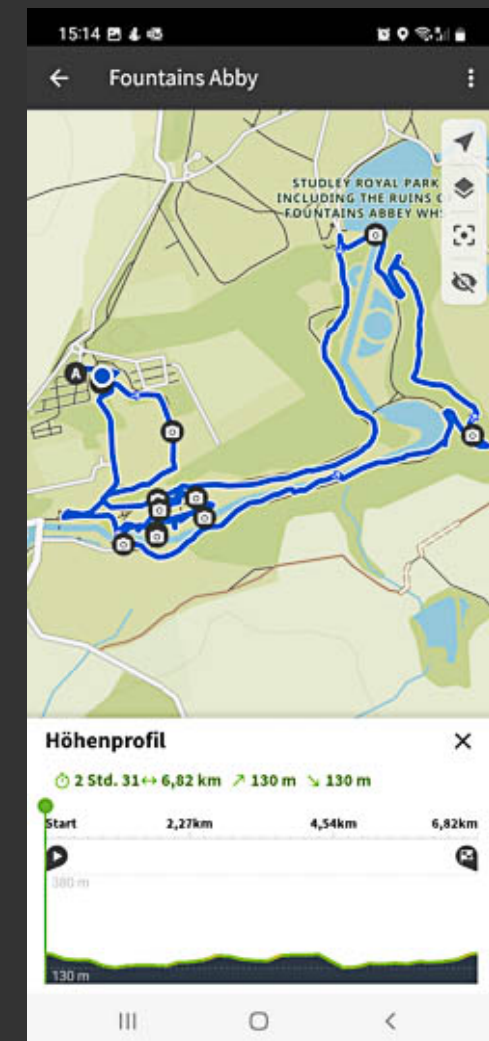 15:14
Fountains Abby
STUDLEY ROYAL PARK
INCLUDING THE RUINS O
FOUNTAINS ABBEY WH
A
Höhenprofil
2 Std. 31 ↔ 6,82 km ↗ 130 m ↘ 130 m
Start 2,27km 4,54km 6,82km
380 m
130 m